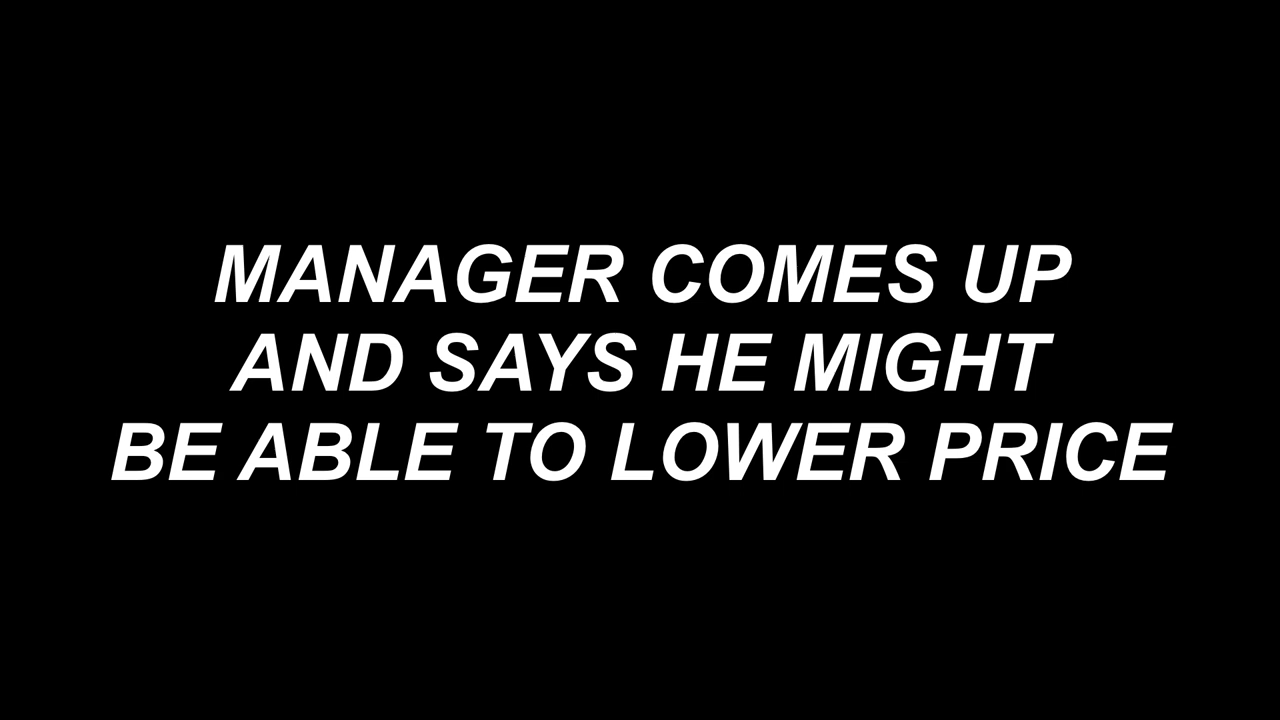 MANAGER COMES UP
AND SAYS HE MIGHT
BE ABLE TO LOWER PRICE